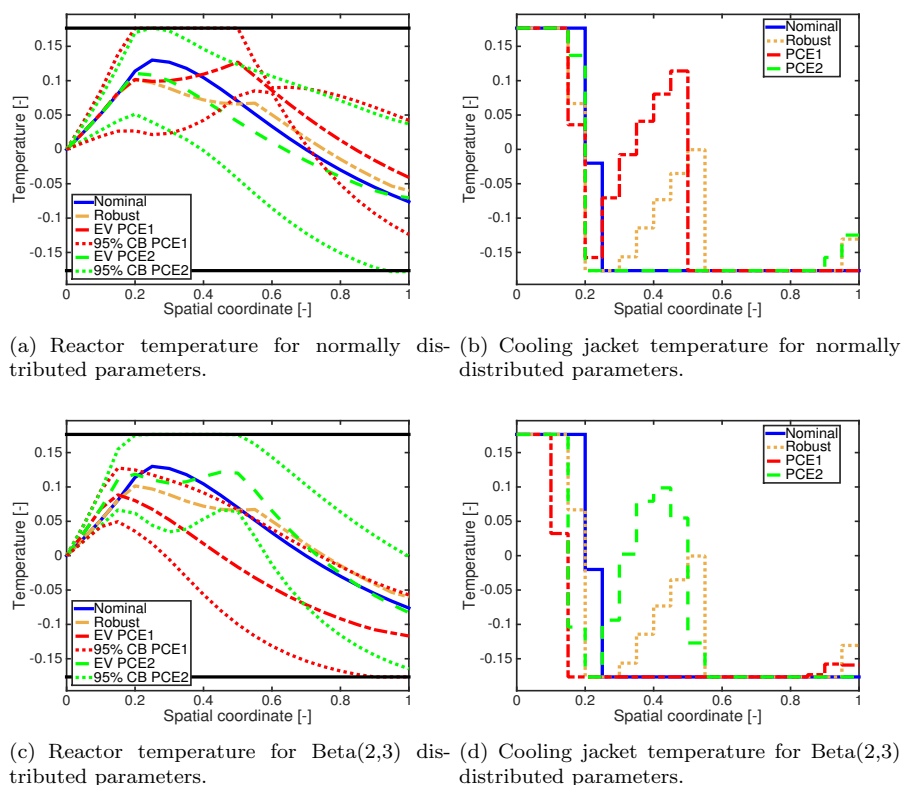 0.15
0.1
0.05
0
-0.05
-0.1
-0.15
Temperature [-]
Nominal
Robust
EV PCE1
95% CB PCE1
EV PCE2
95% CB PCE2
0 0.2 0.4 0.6 0.8 1
Spatial coordinate [-]
(a) Reactor temperature for normally dis-
tributed parameters.
0.15
0.1
0.05
0
-0.05
-0.1
-0.15
Temperature [-]
Nominal
Robust
PCE1
PCE2
0 0.2 0.4 0.6 0.8 1
Spatial coordinate [-]
(b) Cooling jacket temperature for normally
distributed parameters.
0.15
0.1
0.05
0
-0.05
-0.1
-0.15
Temperature [-]
Nominal
Robust
EV PCE1
95% CB PCE1
EV PCE2
95% CB PCE2
0 0.2 0.4 0.6 0.8 1
Spatial coordinate [-]
(c) Reactor temperature for Beta(2,3) dis-
tributed parameters.
0.15
0.1
0.05
0
-0.05
-0.1
-0.15
Temperature [-]
Nominal
Robust
PCE1
PCE2
0 0.2 0.4 0.6 0.8 1
Spatial coordinate [-]
(d) Cooling jacket temperature for Beta(2,3)
distributed parameters.